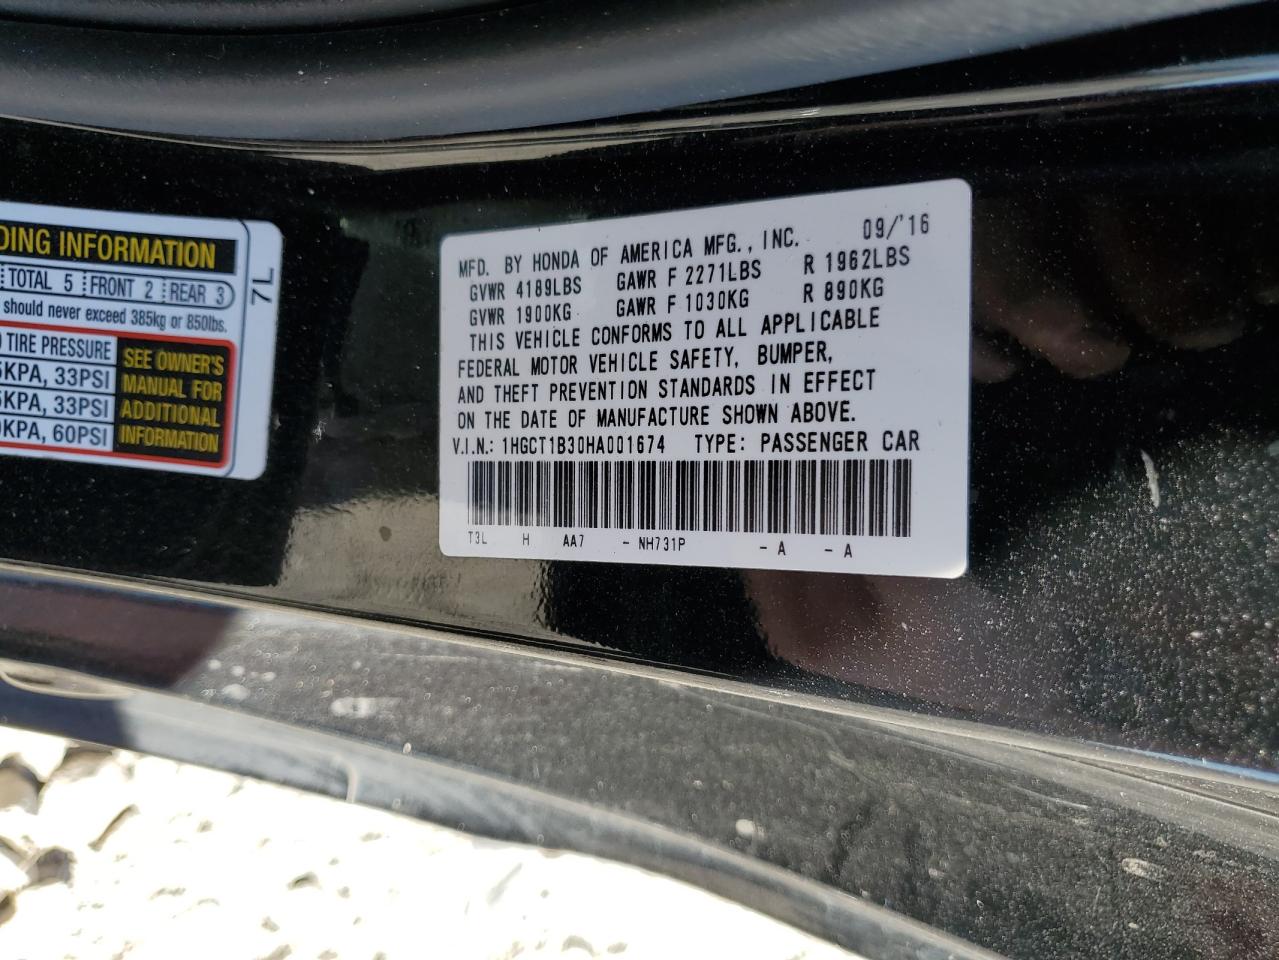 DING INFORMATION
TOTAL 5 FRONT 2 REAR 3
should never exceed 385kg or 850lbs.
TIRE PRESSURE
KPA, 33PSI
KPA, 33PSI
KPA, 60PSI
SEE OWNER'S
MANUAL FOR
ADDITIONAL
INFORMATION
7L
MFD. BY HONDA OF AMERICA MFG., INC. 09/'16
GVWR 4189LBS GAWR F 2271LBS R 1962LBS
GVWR 1900KG GAWR F 1030KG R 890KG
THIS VEHICLE CONFORMS TO ALL APPLICABLE
FEDERAL MOTOR VEHICLE SAFETY, BUMPER,
AND THEFT PREVENTION STANDARDS IN EFFECT
ON THE DATE OF MANUFACTURE SHOWN ABOVE.
V.I.N.: 1HGCT1B30HA001674 TYPE: PASSENGER CAR
T3L H AA7 - NH731P - A - A